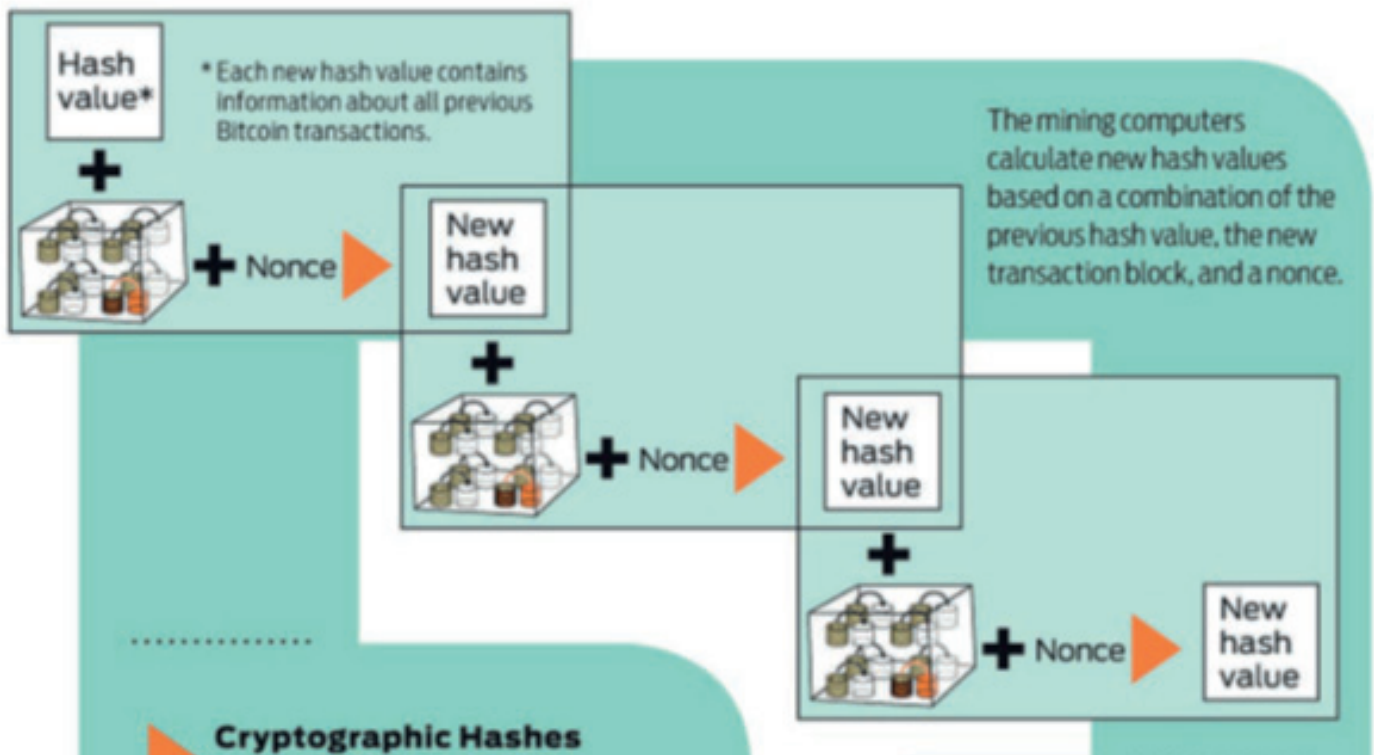 Hash
value*
* Each new hash value contains
information about all previous
Bitcoin transactions.
The mining computers
calculate new hash values
based on a combination of the
previous hash value, the new
transaction block, and a nonce.
+
+ Nonce
New
hash
value
+
+ Nonce
New
hash
value
+
+ Nonce
New
hash
value
Cryptographic Hashes